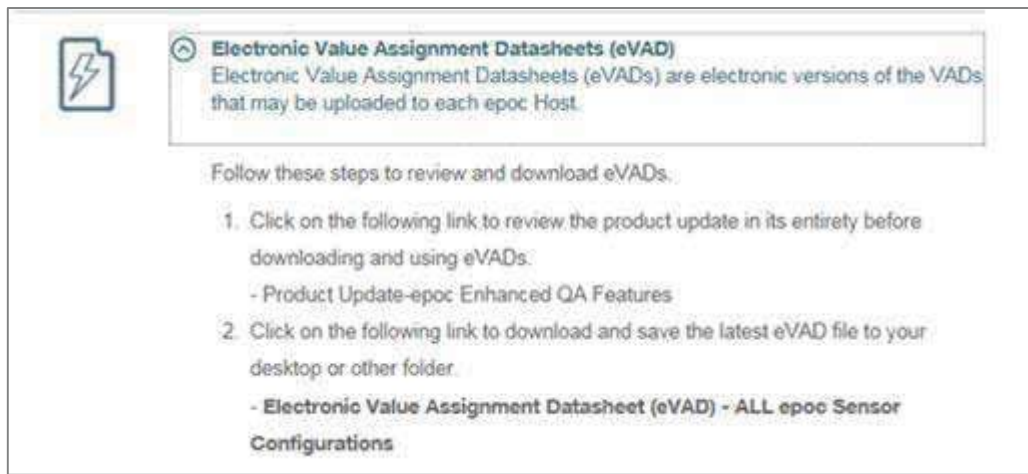 Electronic Value Assignment Datasheets (eVAD)
Electronic Value Assignment Datasheets (eVADs) are electronic versions of the VADs
that may be uploaded to each epoc Host.
Follow these steps to review and download eVADs.
1. Click on the following link to review the product update in its entirety before
downloading and using eVADs.
- Product Update-epoc Enhanced QA Features
2. Click on the following link to download and save the latest eVAD file to your
desktop or other folder.
- Electronic Value Assignment Datasheet (eVAD) - ALL epoc Sensor
Configurations